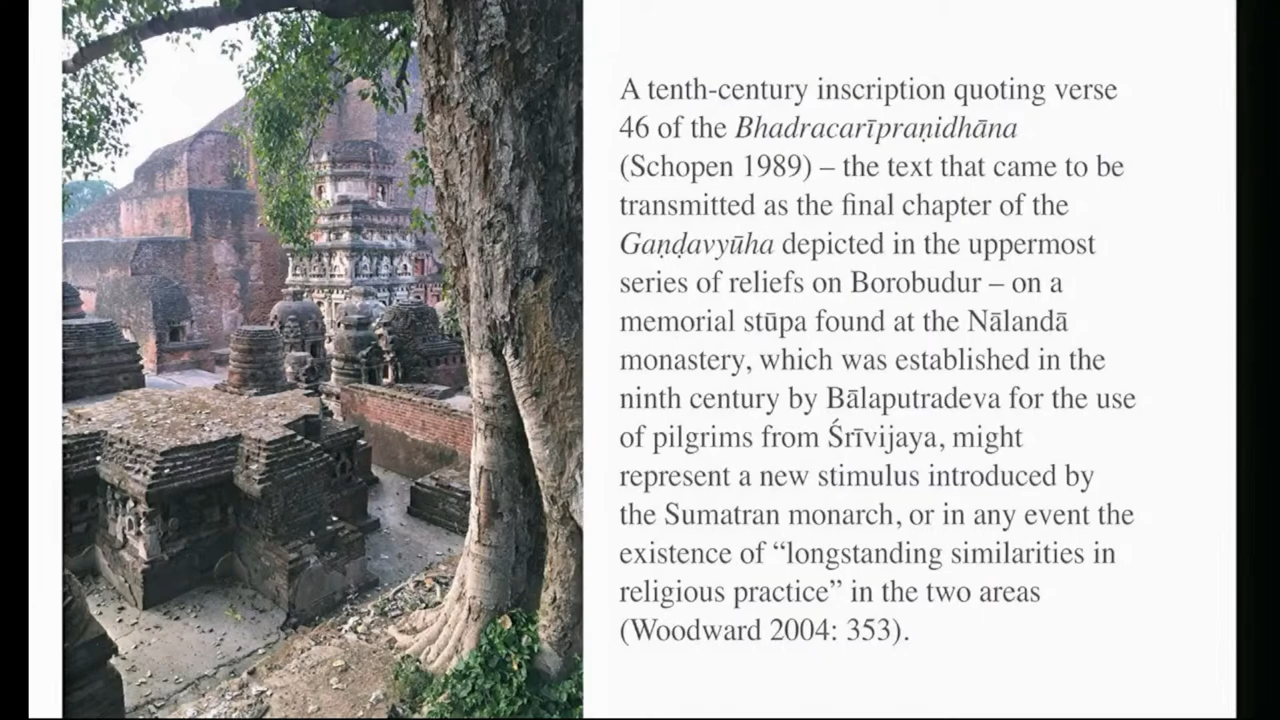 A tenth-century inscription quoting verse
46 of the Bhadracarīpraṇidhāna
(Schopen 1989) – the text that came to be
transmitted as the final chapter of the
Gaṇḍavyūha depicted in the uppermost
series of reliefs on Borobudur – on a
memorial stūpa found at the Nālandā
monastery, which was established in the
ninth century by Bālaputradeva for the use
of pilgrims from Śrīvijaya, might
represent a new stimulus introduced by
the Sumatran monarch, or in any event the
existence of “longstanding similarities in
religious practice” in the two areas
(Woodward 2004: 353).